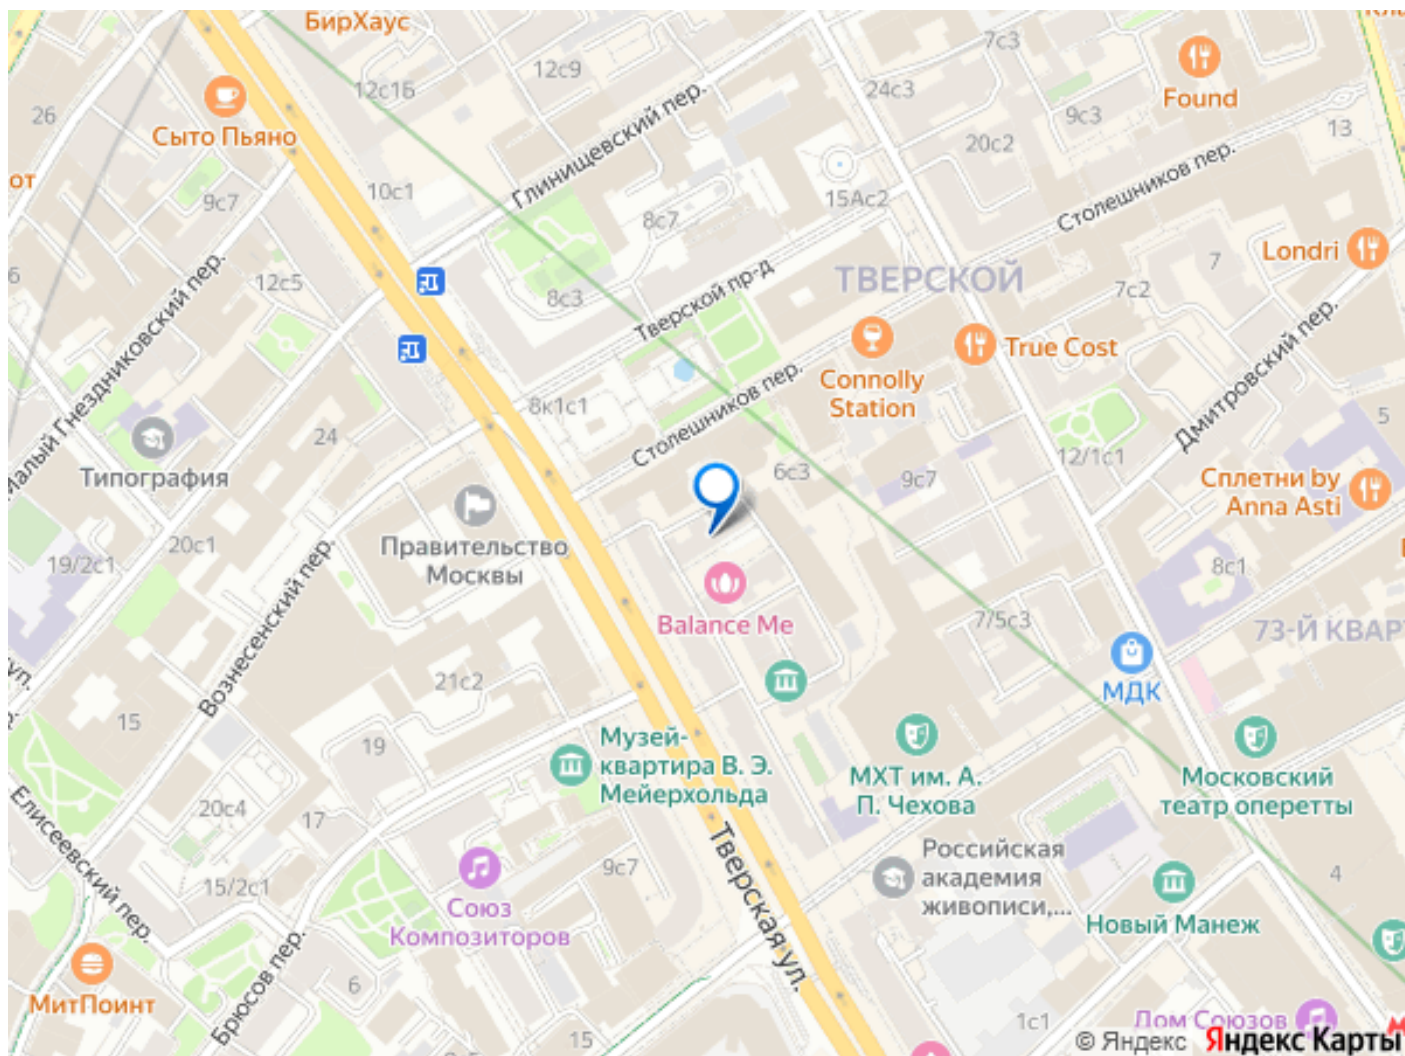 БирХаус
7с3
12с9
12с1Б
24с3
Found
26
9с3
13
Сыто Пьяно
20с2
Глинищевский пер.
от
10с1
15Ас2
Столешников пер.
9с7
8с7
Londri
7
12с5
ТВЕРСКОЙ
7с2
8с3
Тверской пр-д
Малый Гнездниковский пер.
True Cost
Connolly
Station
Дмитровский пер.
8к1с1
5
24
Столешников пер.
12/1с1
Типография
6с3
9с7
Сплетни by
Anna Asti
20с1
Правительство
Москвы
19/2с1
8с1
Вознесенский пер.
Balance Me
7/5с3
73-Й КВАР
ул.
21с2
МДК
15
19
Музей-
квартира В. Э.
Мейерхольда
МХТ им. А.
П. Чехова
Московский
театр оперетты
20с4
17
Тверская ул.
Елисеевский пер.
9с7
Российская
академия
живописи,...
4
15/2с1
Союз
Композиторов
Новый Манеж
Брюсов пер.
МитПоинт
6
1с1
Дом Союзов
15
8с5
© Яндекс Яндекс Карты